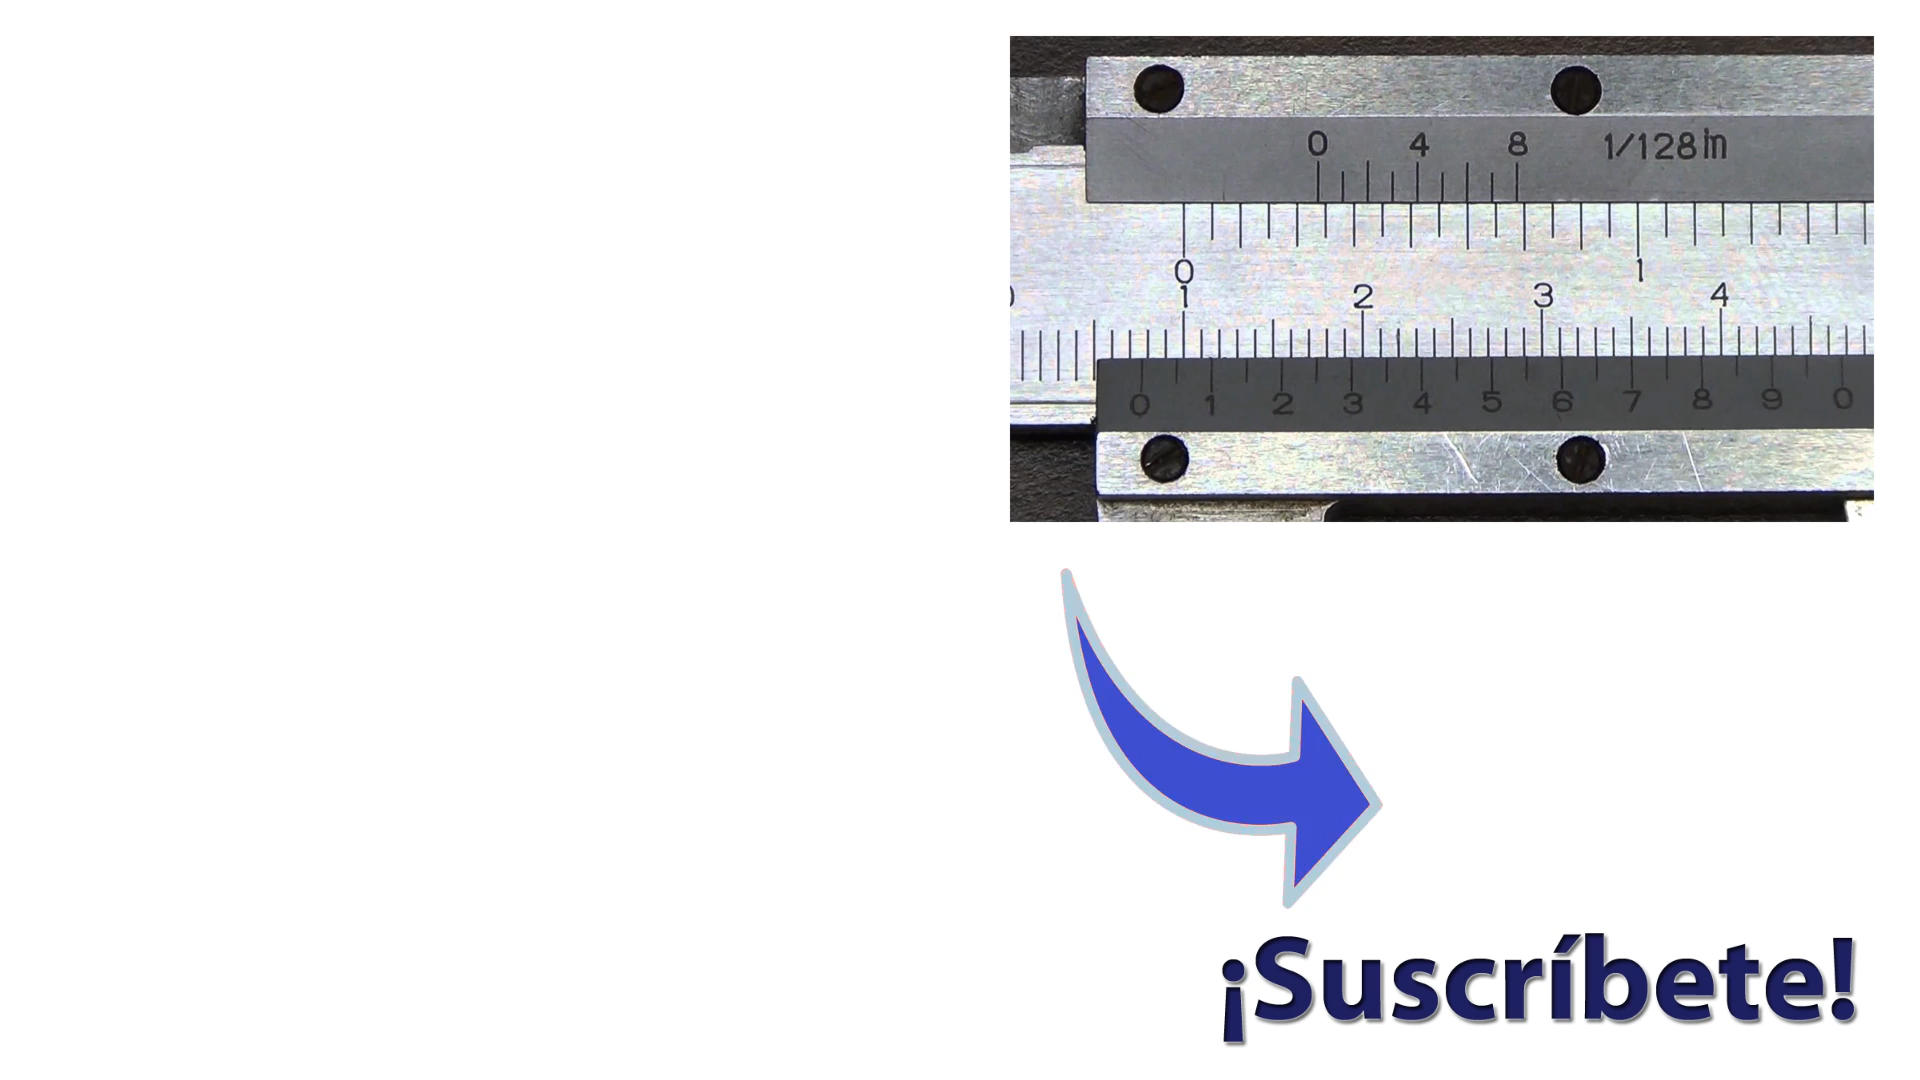 0 4 8 1/128 in
0 1
1 2 3 4
0 1 2 3 4 5 6 7 8 9 0
¡Suscríbete!